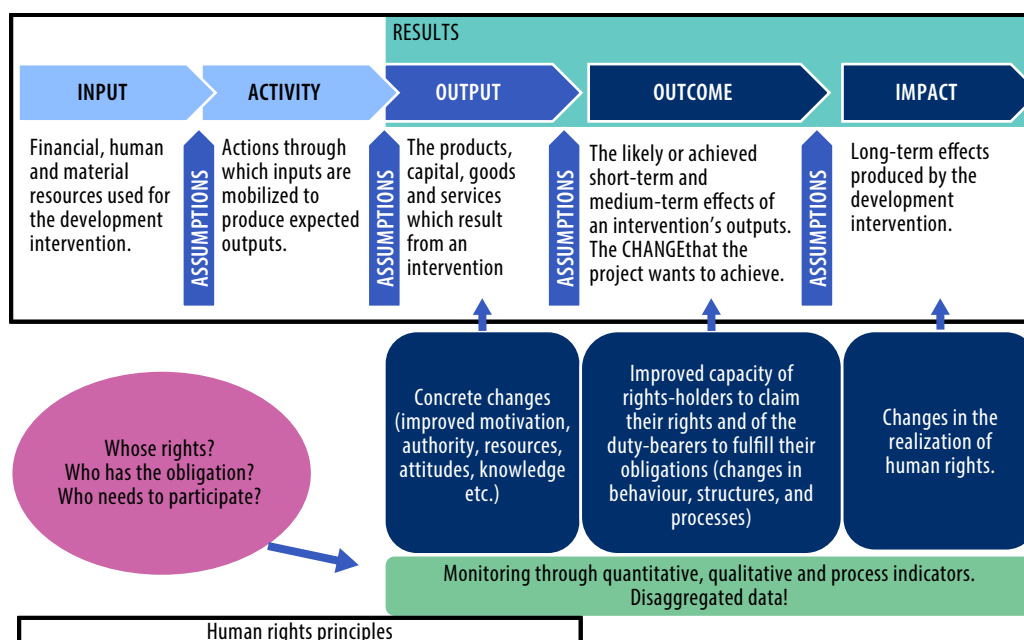 RESULTS
INPUT
ACTIVITY
OUTPUT
OUTCOME
IMPACT
Financial, human
and material
resources used for
the development
intervention.
ASSUMPTIONS
Actions through
which inputs are
mobilized to
produce expected
outputs.
ASSUMPTIONS
The products,
capital, goods
and services
which result
from an
intervention
ASSUMPTIONS
The likely or achieved
short-term and
medium-term effects of
an intervention's outputs.
The CHANGEthat the
project wants to achieve.
ASSUMPTIONS
Long-term effects
produced by the
development
intervention.
Whose rights?
Who has the obligation?
Who needs to participate?
Concrete changes
(improved motivation,
authority, resources,
attitudes, knowledge
etc.)
Improved capacity of
rights-holders to claim
their rights and of the
duty-bearers to fulfill their
obligations (changes in
behaviour, structures, and
processes)
Changes in the
realization of
human rights.
Monitoring through quantitative, qualitative and process indicators.
Disaggregated data!
Human rights principles